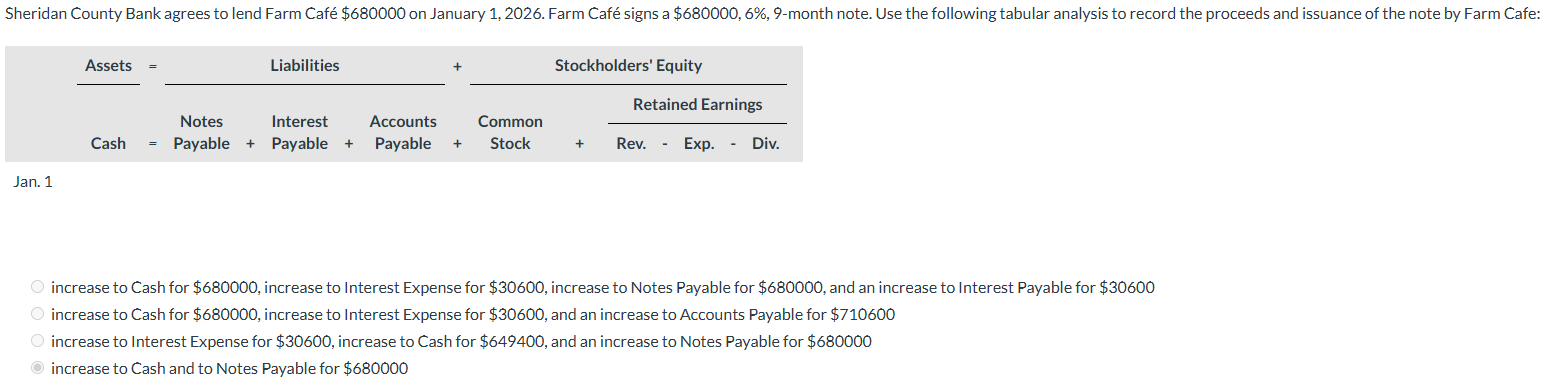 Sheridan County Bank agrees to lend Farm Café $680000 on January 1, 2026. Farm Café signs a $680000, 6%, 9-month note. Use the following tabular analysis to record the proceeds and issuance of the note by Farm Cafe:
Assets = Liabilities + Stockholders' Equity
Retained Earnings
Notes Interest Accounts Common
Cash = Payable + Payable + Payable + Stock + Rev. - Exp. - Div.
Jan. 1
increase to Cash for $680000, increase to Interest Expense for $30600, increase to Notes Payable for $680000, and an increase to Interest Payable for $30600
increase to Cash for $680000, increase to Interest Expense for $30600, and an increase to Accounts Payable for $710600
increase to Interest Expense for $30600, increase to Cash for $649400, and an increase to Notes Payable for $680000
increase to Cash and to Notes Payable for $680000